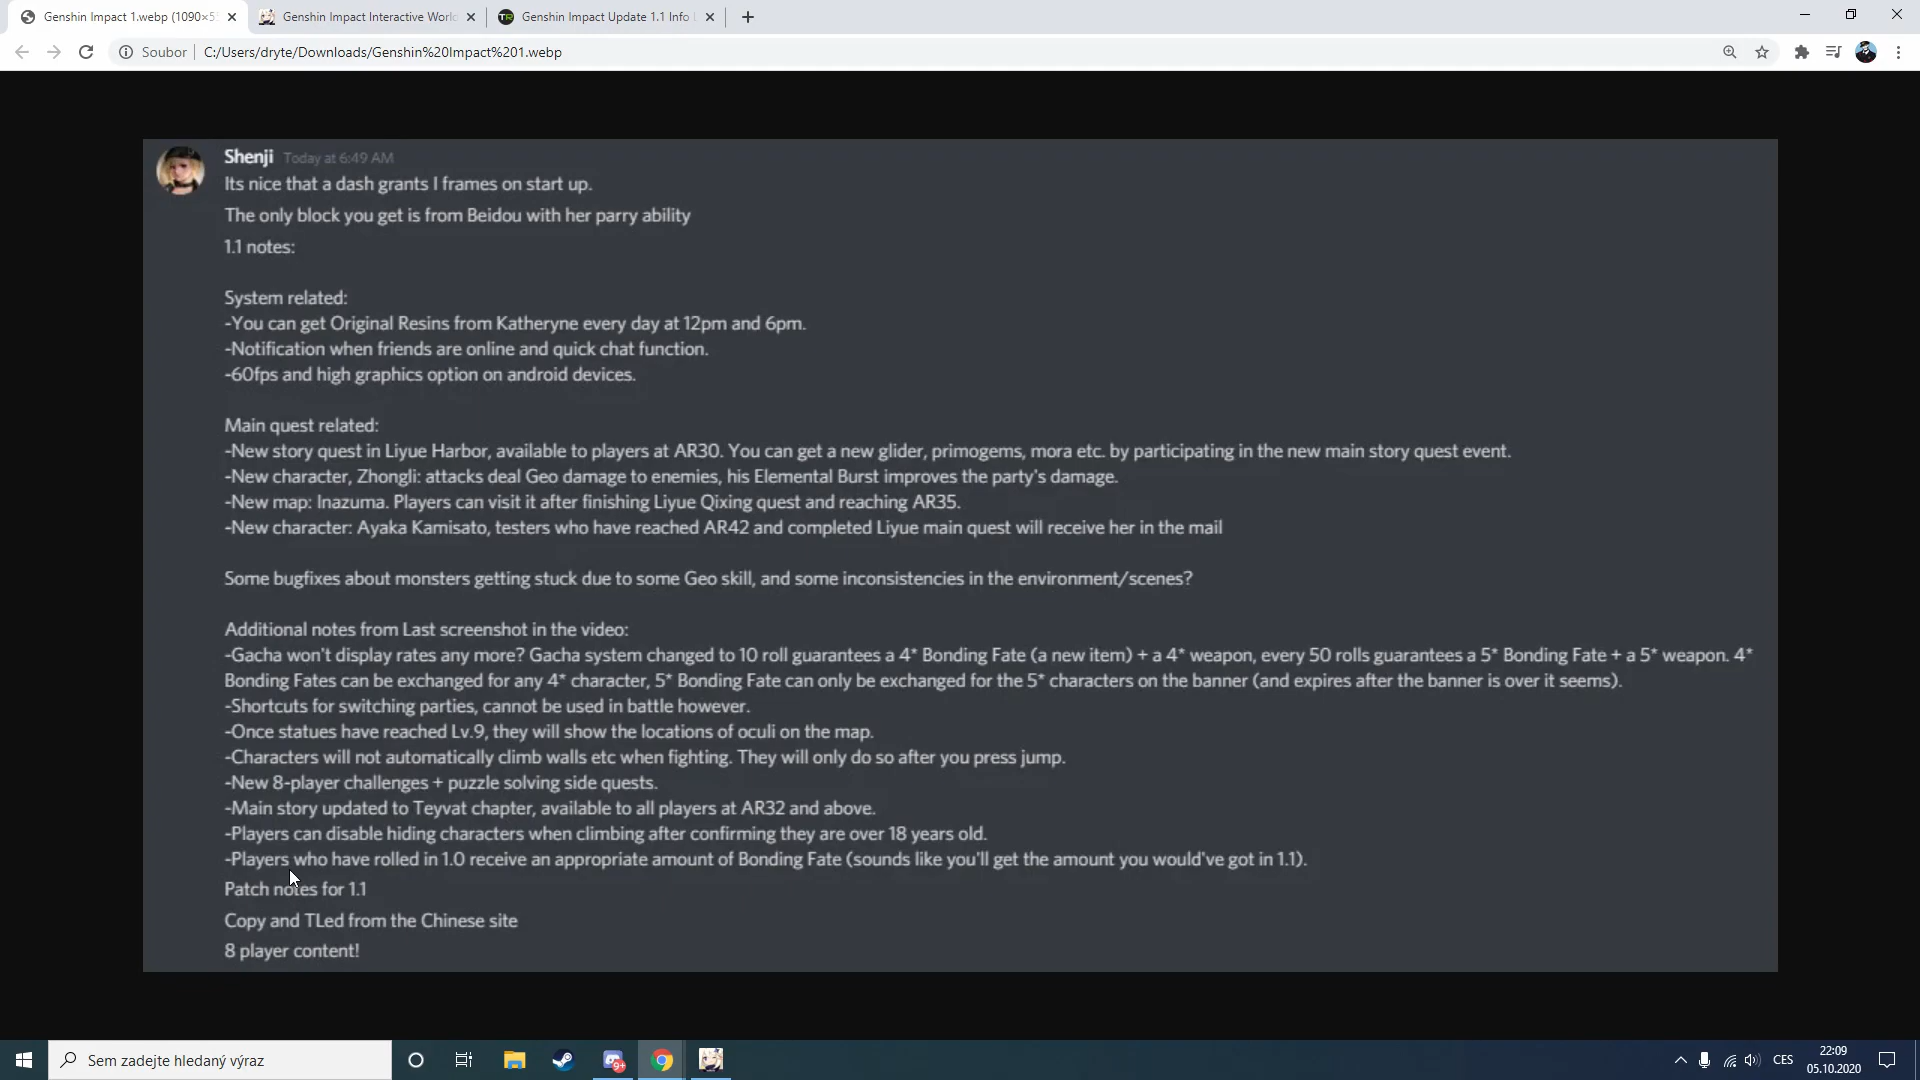 Genshin Impact 1.webp (1090×5
Genshin Impact Interactive World
Genshin Impact Update 1.1 Info
Soubor
C:/Users/dryte/Downloads/Genshin%20Impact%201.webp
Shenji Today at 6:49 AM
Its nice that a dash grants I frames on start up.
The only block you get is from Beidou with her parry ability
1.1 notes:
System related:
-You can get Original Resins from Katheryne every day at 12pm and 6pm.
-Notification when friends are online and quick chat function.
-60fps and high graphics option on android devices.
Main quest related:
-New story quest in Liyue Harbor, available to players at AR30. You can get a new glider, primogems, mora etc. by participating in the new main story quest event.
-New character, Zhongli: attacks deal Geo damage to enemies, his Elemental Burst improves the party's damage.
-New map: Inazuma. Players can visit it after finishing Liyue Qixing quest and reaching AR35.
-New character: Ayaka Kamisato, testers who have reached AR42 and completed Liyue main quest will receive her in the mail
Some bugfixes about monsters getting stuck due to some Geo skill, and some inconsistencies in the environment/scenes?
Additional notes from Last screenshot in the video:
-Gacha won't display rates any more? Gacha system changed to 10 roll guarantees a 4* Bonding Fate (a new item) + a 4* weapon, every 50 rolls guarantees a 5* Bonding Fate + a 5* weapon. 4*
Bonding Fates can be exchanged for any 4* character, 5* Bonding Fate can only be exchanged for the 5* characters on the banner (and expires after the banner is over it seems).
-Shortcuts for switching parties, cannot be used in battle however.
-Once statues have reached Lv.9, they will show the locations of oculi on the map.
-Characters will not automatically climb walls etc when fighting. They will only do so after you press jump.
-New 8-player challenges + puzzle solving side quests.
-Main story updated to Teyvat chapter, available to all players at AR32 and above.
-Players can disable hiding characters when climbing after confirming they are over 18 years old.
-Players who have rolled in 1.0 receive an appropriate amount of Bonding Fate (sounds like you'll get the amount you would've got in 1.1).
Patch notes for 1.1
Copy and TLed from the Chinese site
8 player content!
Sem zadejte hledaný výraz
9+
CES
22:09
05.10.2020